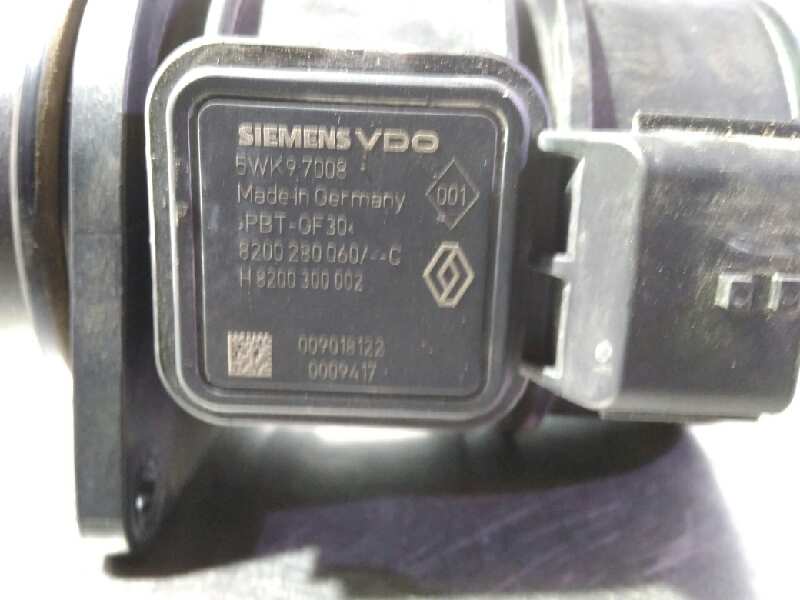 SIEMENS VDO
5WK9 7008
Made in Germany
001
>PBT-GF30<
8200 280 060/--C
H 8200 300 002
009018122
0009417